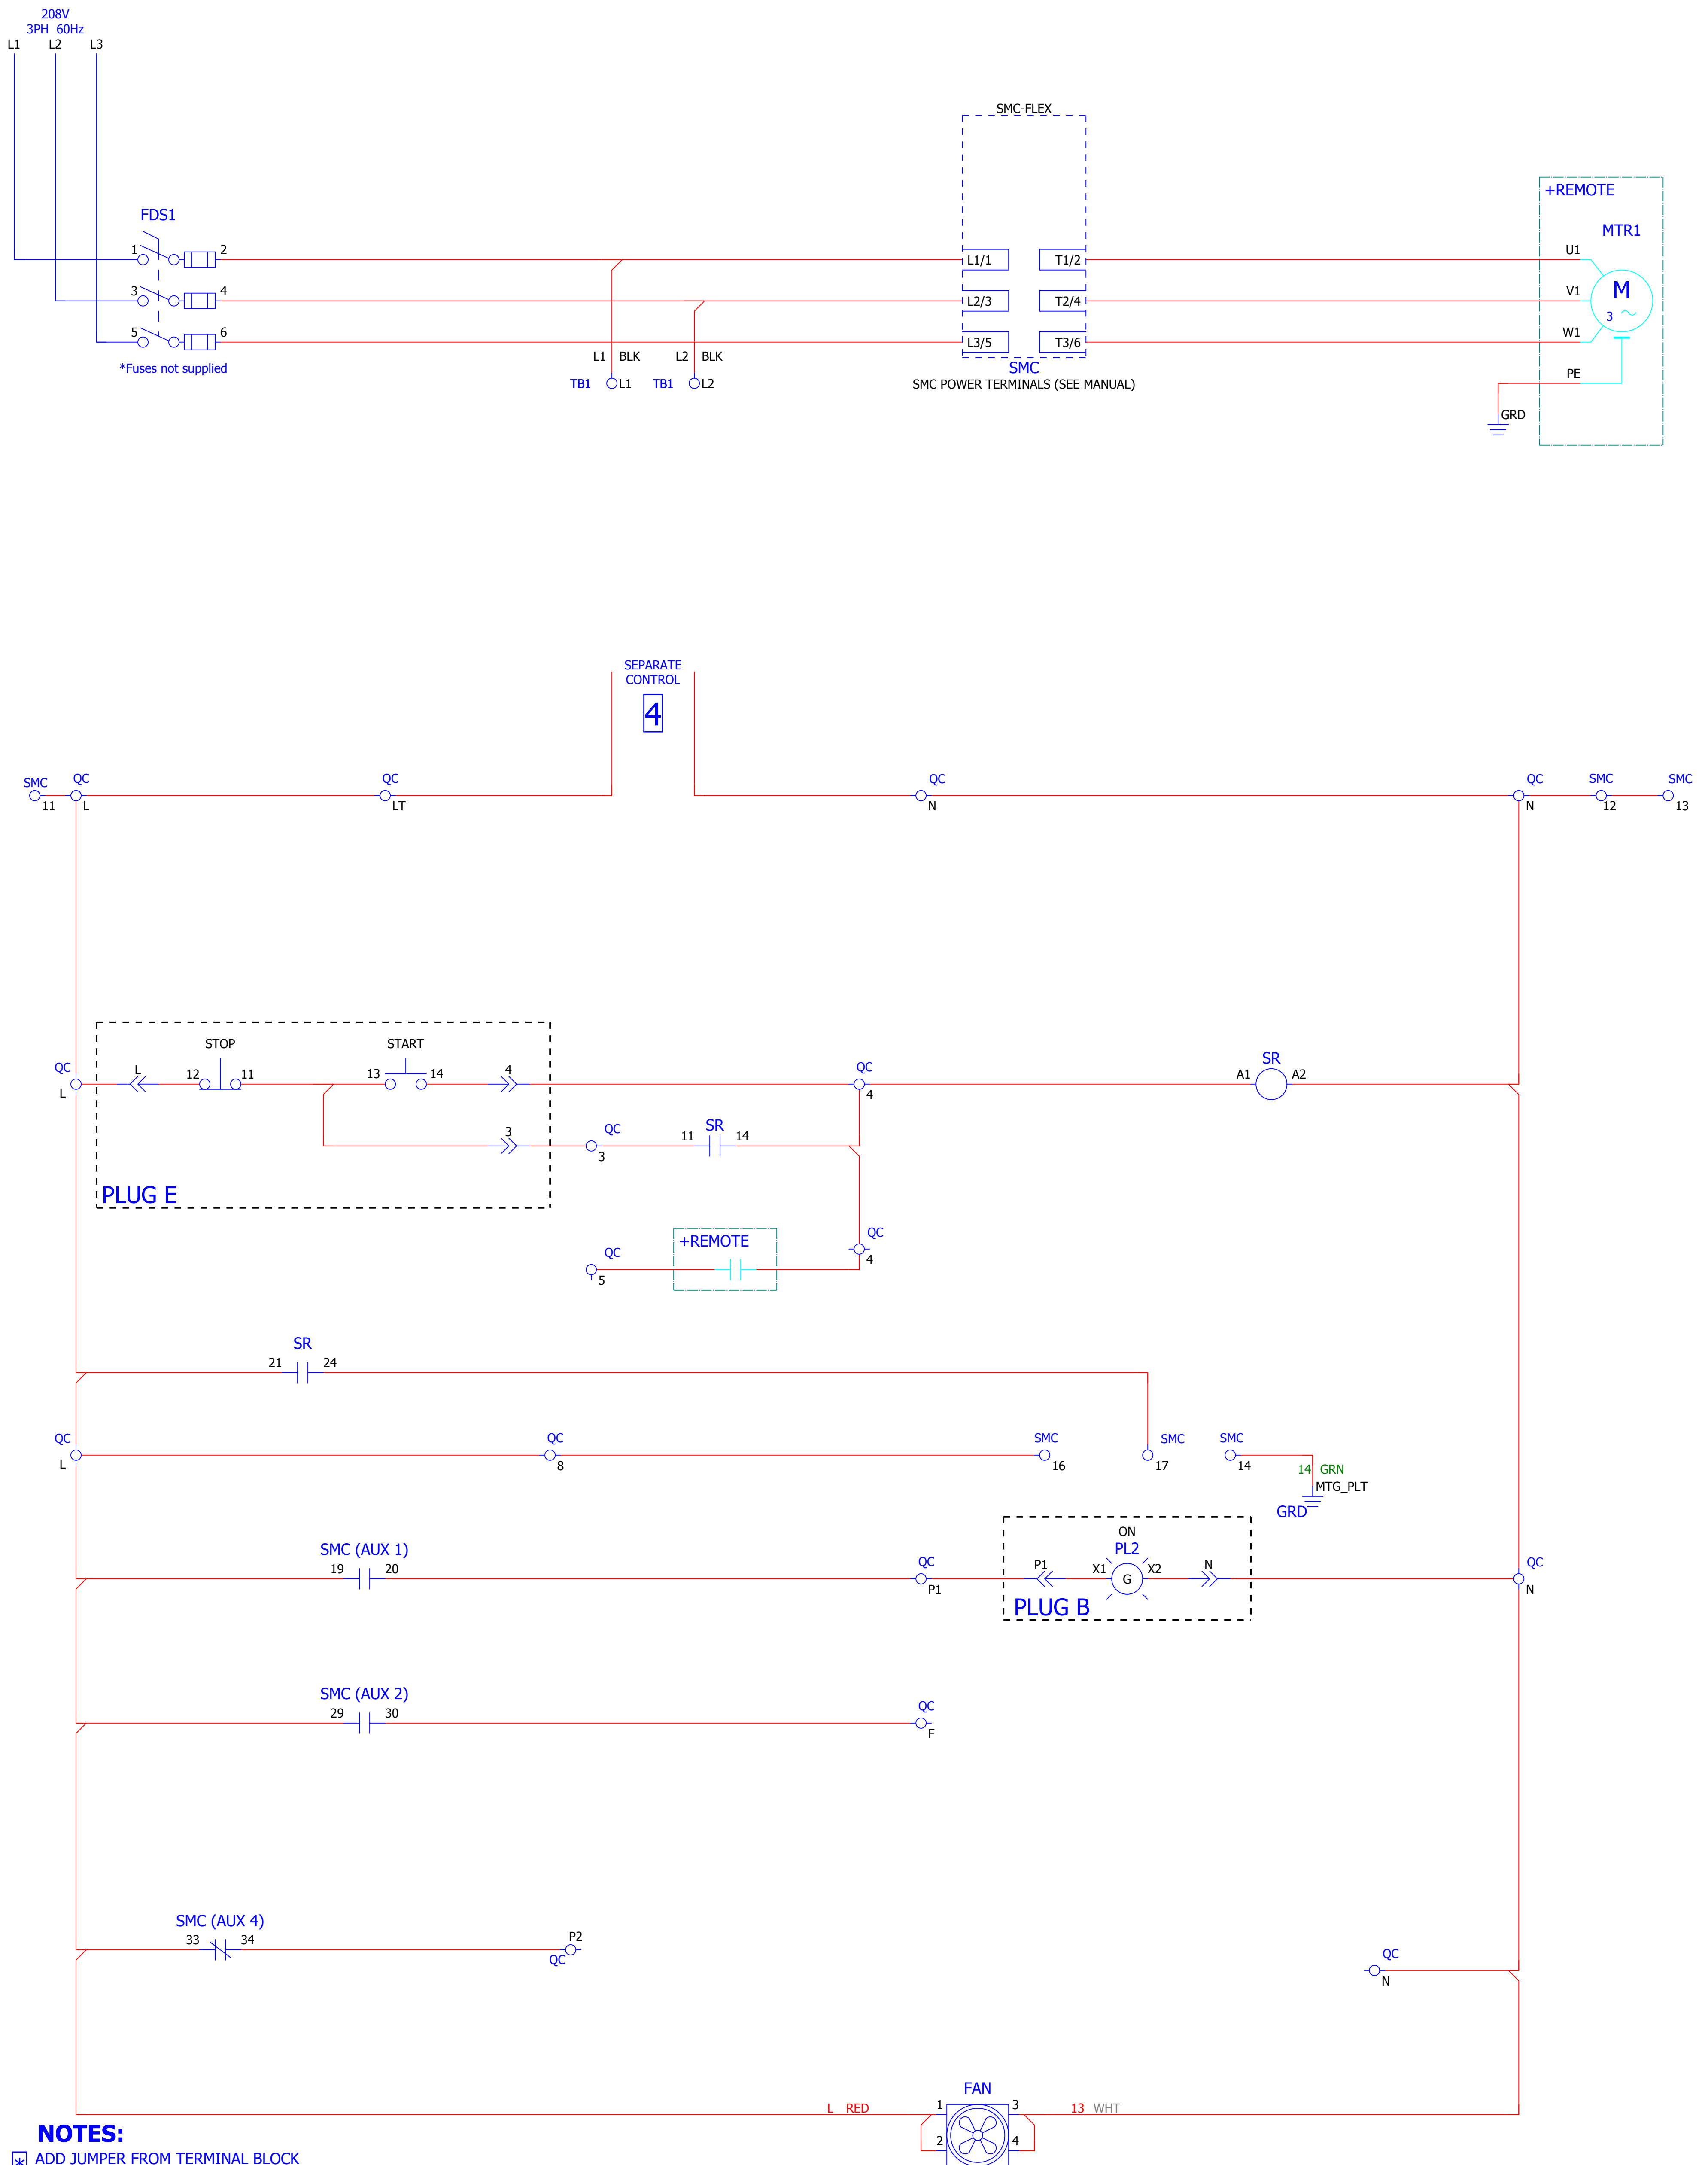 208V
3PH 60Hz
L1 L2 L3
SMC-FLEX
+REMOTE
MTR1
FDS1
1 2
L1/1 T1/2
U1
3 4
L2/3 T2/4
V1
M
3
5 6
L3/5 T3/6
W1
L1 BLK L2 BLK
*Fuses not supplied
SMC
TB1 L1 TB1 L2
SMC POWER TERMINALS (SEE MANUAL)
PE
GRD
SEPARATE
CONTROL
4
SMC QC QC QC QC SMC SMC
11 L LT N N 12 13
STOP START
QC L 12 11 13 14 4 QC SR
A1 A2
L 4
3 QC 11 SR 14
3
PLUG E
+REMOTE
QC QC
5 4
SR
21 24
QC QC SMC SMC SMC
L 8 16 17 14
14 GRN
MTG_PLT
GRD
ON
SMC (AUX 1)
PL2
19 20 QC P1 X1 G X2 N QC
P1 N
PLUG B
SMC (AUX 2)
29 30 QC
F
SMC (AUX 4)
33 34 P2
QC
QC
N
FAN
L RED 1 3 13 WHT
2 4
NOTES:
* ADD JUMPER FROM TERMINAL BLOCK